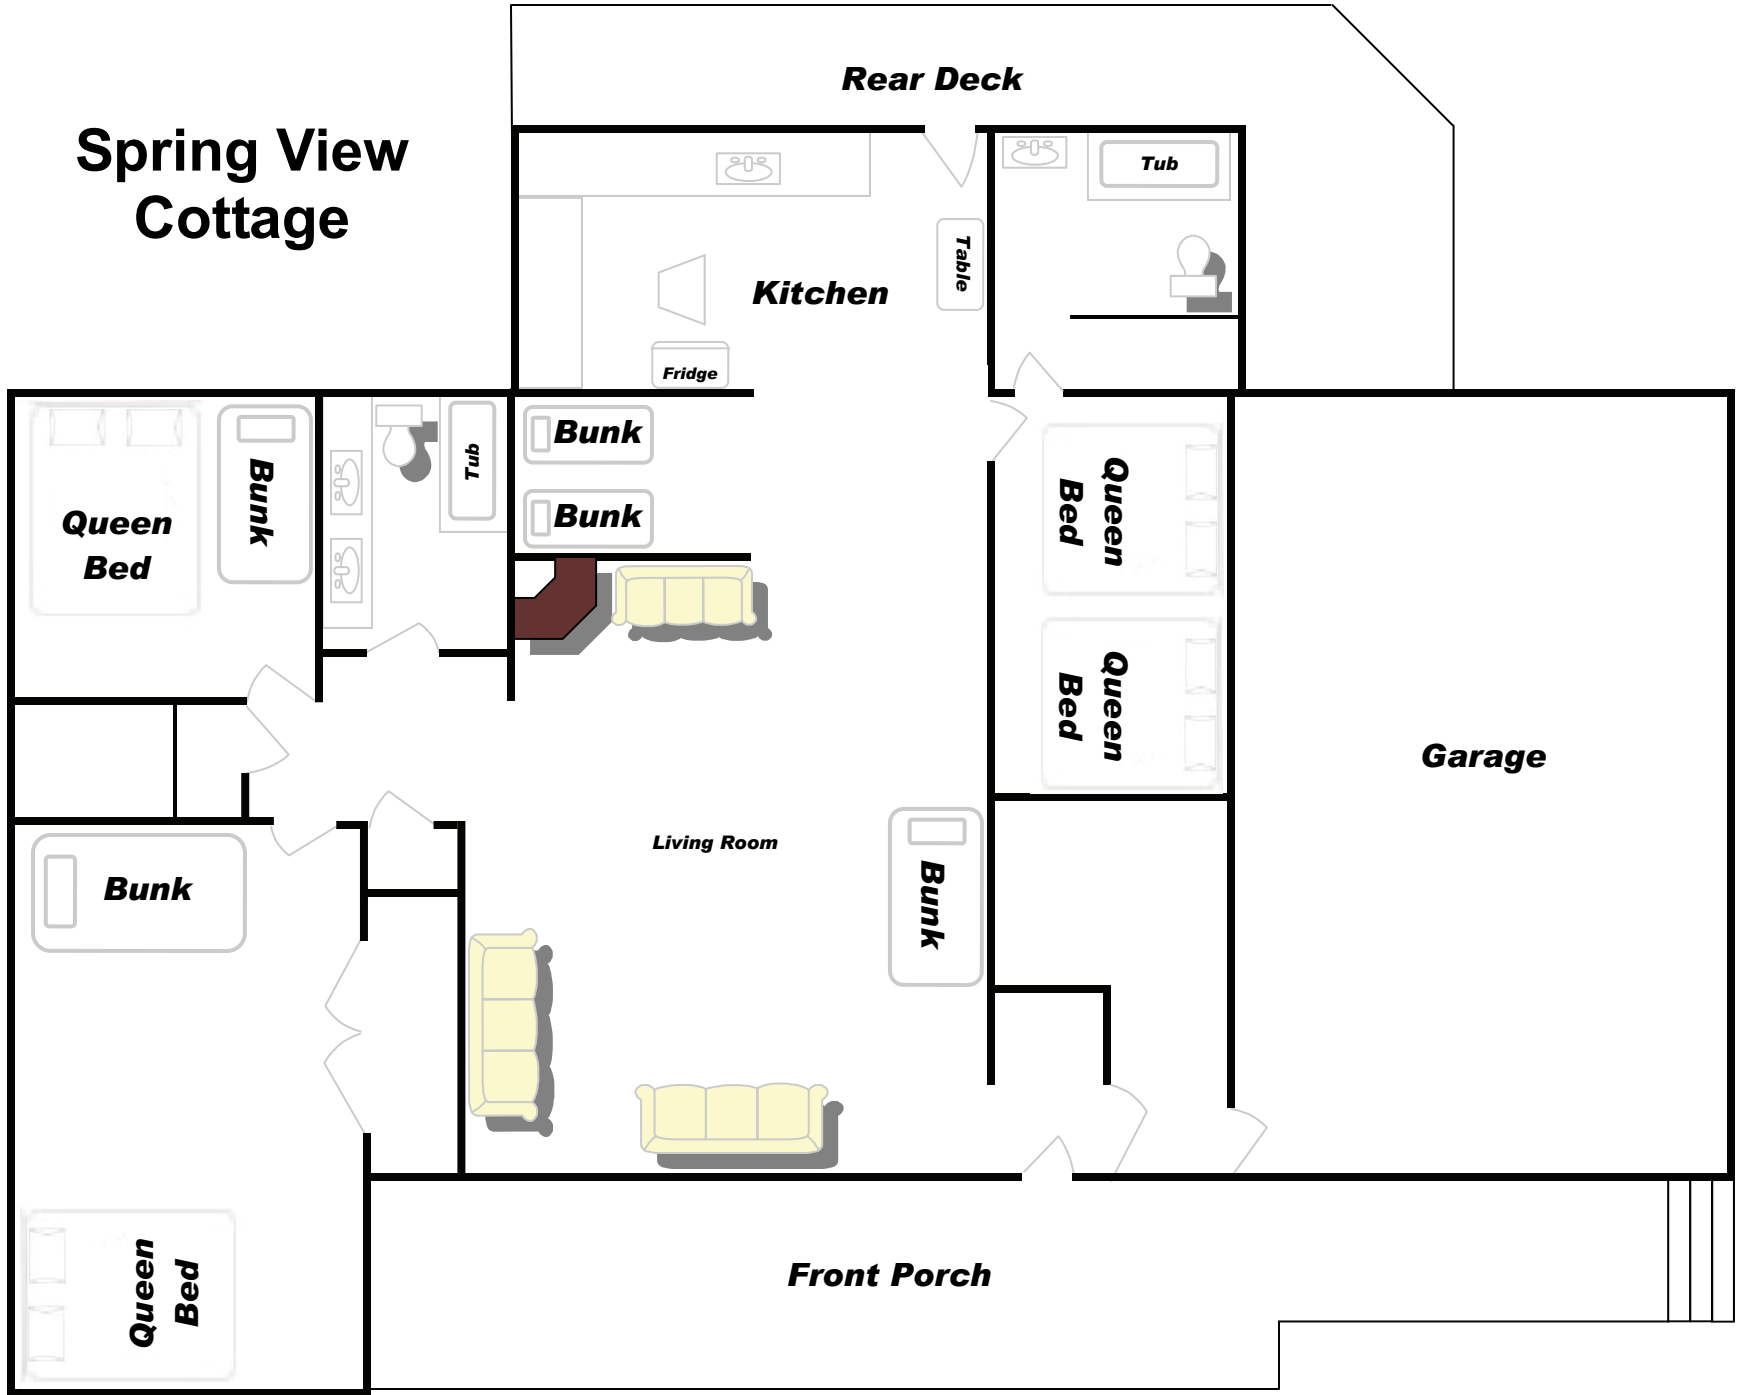 Rear Deck
Spring View
Cottage
Tub
Table
Kitchen
Fridge
Bunk
Bunk
Queen
Bed
Bunk
Tub
Bunk
Queen
Bed
Queen
Bed
Garage
Living Room
Bunk
Bunk
Queen
Bed
Front Porch